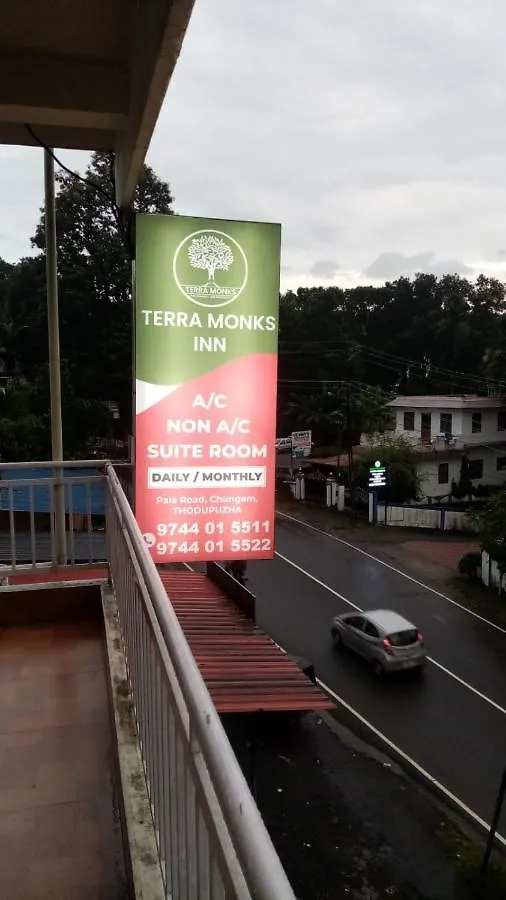 TERRA MONKS
TERRA MONKS
INN
A/C
NON A/C
SUITE ROOM
DAILY / MONTHLY
Pala Road, Chungam,
THODUPUZHA
9744 01 5511
9744 01 5522